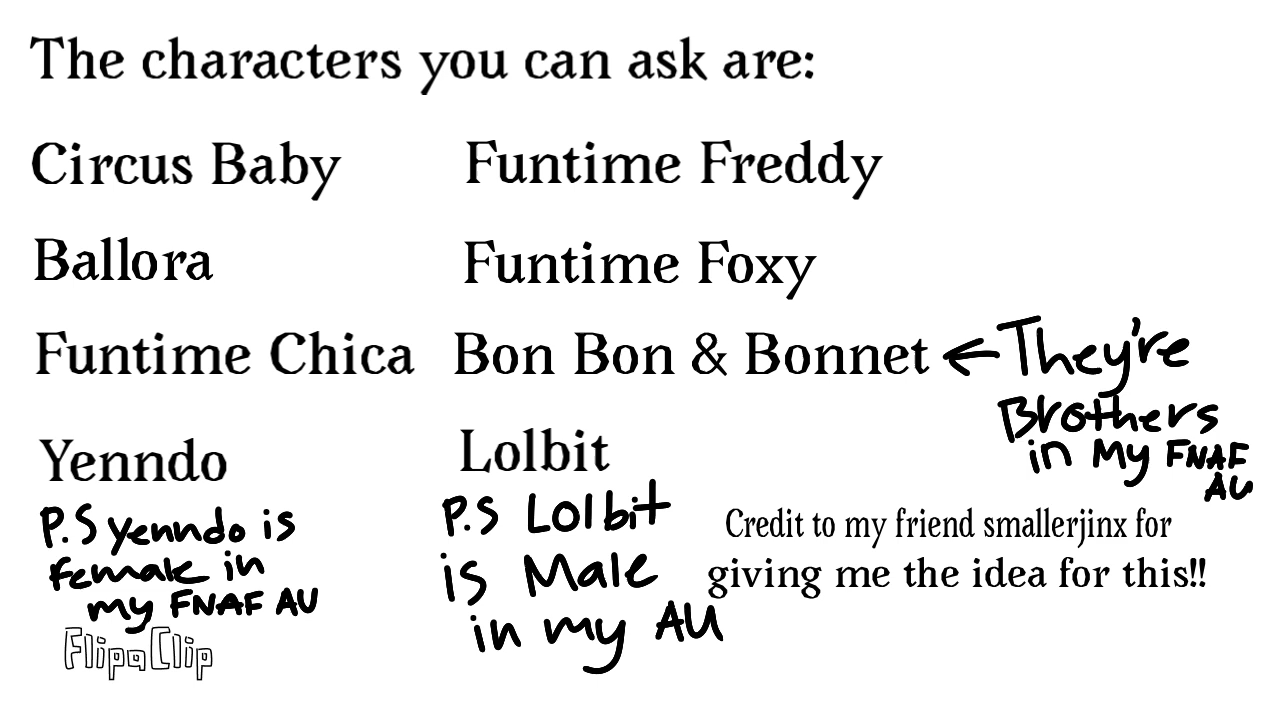 The characters you can ask are:
Circus Baby
Funtime Freddy
Ballora
Funtime Foxy
Funtime Chica
Bon Bon & Bonnet
They're
Brothers
in My FNAF
AU
Yenndo
P.S Yenndo is
female in
my FNAF AU
Lolbit
P.S Lolbit
is Male
in my AU
Credit to my friend smallerjinx for
giving me the idea for this!!
FlipaClip